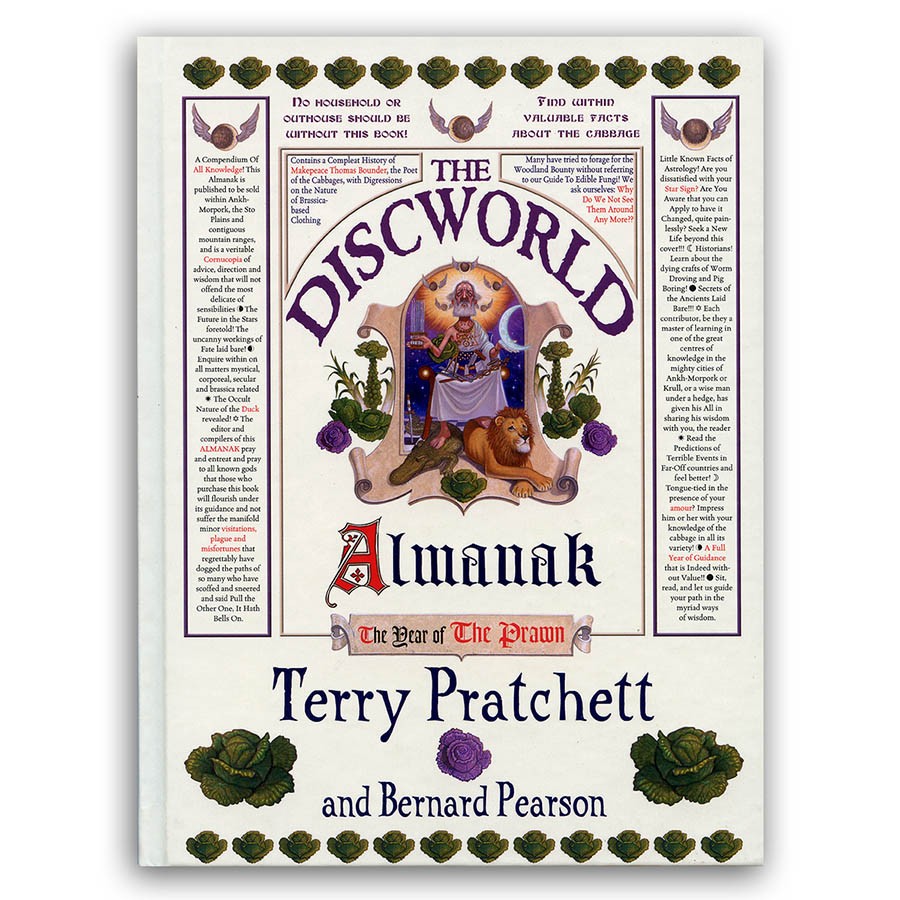 No household or
outhouse should be
without this book!
Find within
valuable facts
about the cabbage
A Compendium Of
All Knowledge! This
Almanak is
published to be sold
within Ankh-
Morpork, the Sto
Plains and
contiguous
mountain ranges,
and is a veritable
Cornucopia of
advice, direction and
wisdom that will not
offend the most
delicate of
sensibilities The
Future in the Stars
foretold! The
uncanny workings of
Fate laid bare!
Enquire within on
all matters mystical,
corporeal, secular
and brassica related
The Occult
Nature of the Duck
revealed! The
editor and
compilers of this
ALMANAK pray
and entreat and pray
to all known gods
that those who
purchase this book
will flourish under
its guidance and not
suffer the manifold
minor visitations,
plague and
misfortunes that
regrettably have
dogged the paths of
so many who have
scoffed and sneered
and said Pull the
Other One, It Hath
Bells On.
Contains a Compleat History of
Makepeace Thomas Bounder, the Poet
of the Cabbages, with Digressions
on the Nature
of Brassica-
based
Clothing
Many have tried to forage for the
Woodland Bounty without referring
to our Guide To Edible Fungi! We
ask ourselves: Why
Do We Not See
Them Around
Any More??
THE
DISCWORLD
Almanak
The Year of The Prawn
Little Known Facts of
Astrology! Are you
dissatisfied with your
Star Sign? Are You
Aware that you can
Apply to have it
Changed, quite pain-
lessly? Seek a New
Life beyond this
cover!!! Historians!
Learn about the
dying crafts of Worm
Droving and Pig
Boring! Secrets of
the Ancients Laid
Bare!!! Each
contributor, be they a
master of learning in
one of the great
centres of
knowledge in the
mighty cities of
Ankh-Morpork or
Krull, or a wise man
under a hedge, has
given his All in
sharing his wisdom
with you, the reader
Read the
Predictions of
Terrible Events in
Far-Off countries and
feel better!
Tongue-tied in the
presence of your
amour? Impress
him or her with your
knowledge of the
cabbage in all its
variety! A Full
Year of Guidance
that is Indeed with-
out Value!! Sit,
read, and let us guide
your path in the
myriad ways
of wisdom.
Terry Pratchett
and Bernard Pearson